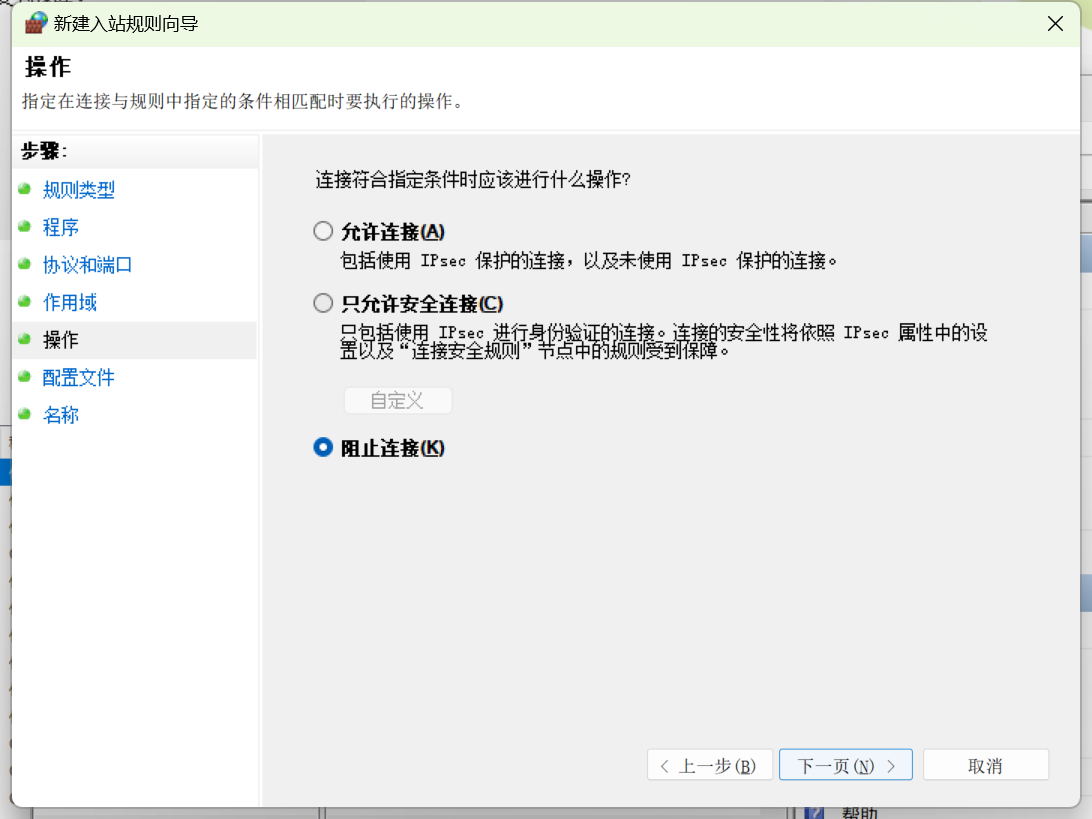 新建入站规则向导
操作
指定在连接与规则中指定的条件相匹配时要执行的操作。
步骤:
规则类型
程序
协议和端口
作用域
操作
配置文件
名称
连接符合指定条件时应该进行什么操作?
允许连接(A)
包括使用 IPsec 保护的连接，以及未使用 IPsec 保护的连接。
只允许安全连接(C)
只包括使用 IPsec 进行身份验证的连接。连接的安全性将依照 IPsec 属性中的设
置以及“连接安全规则”节点中的规则受到保障。
自定义
阻止连接(K)
< 上一步(B)
下一页(N) >
取消
帮助